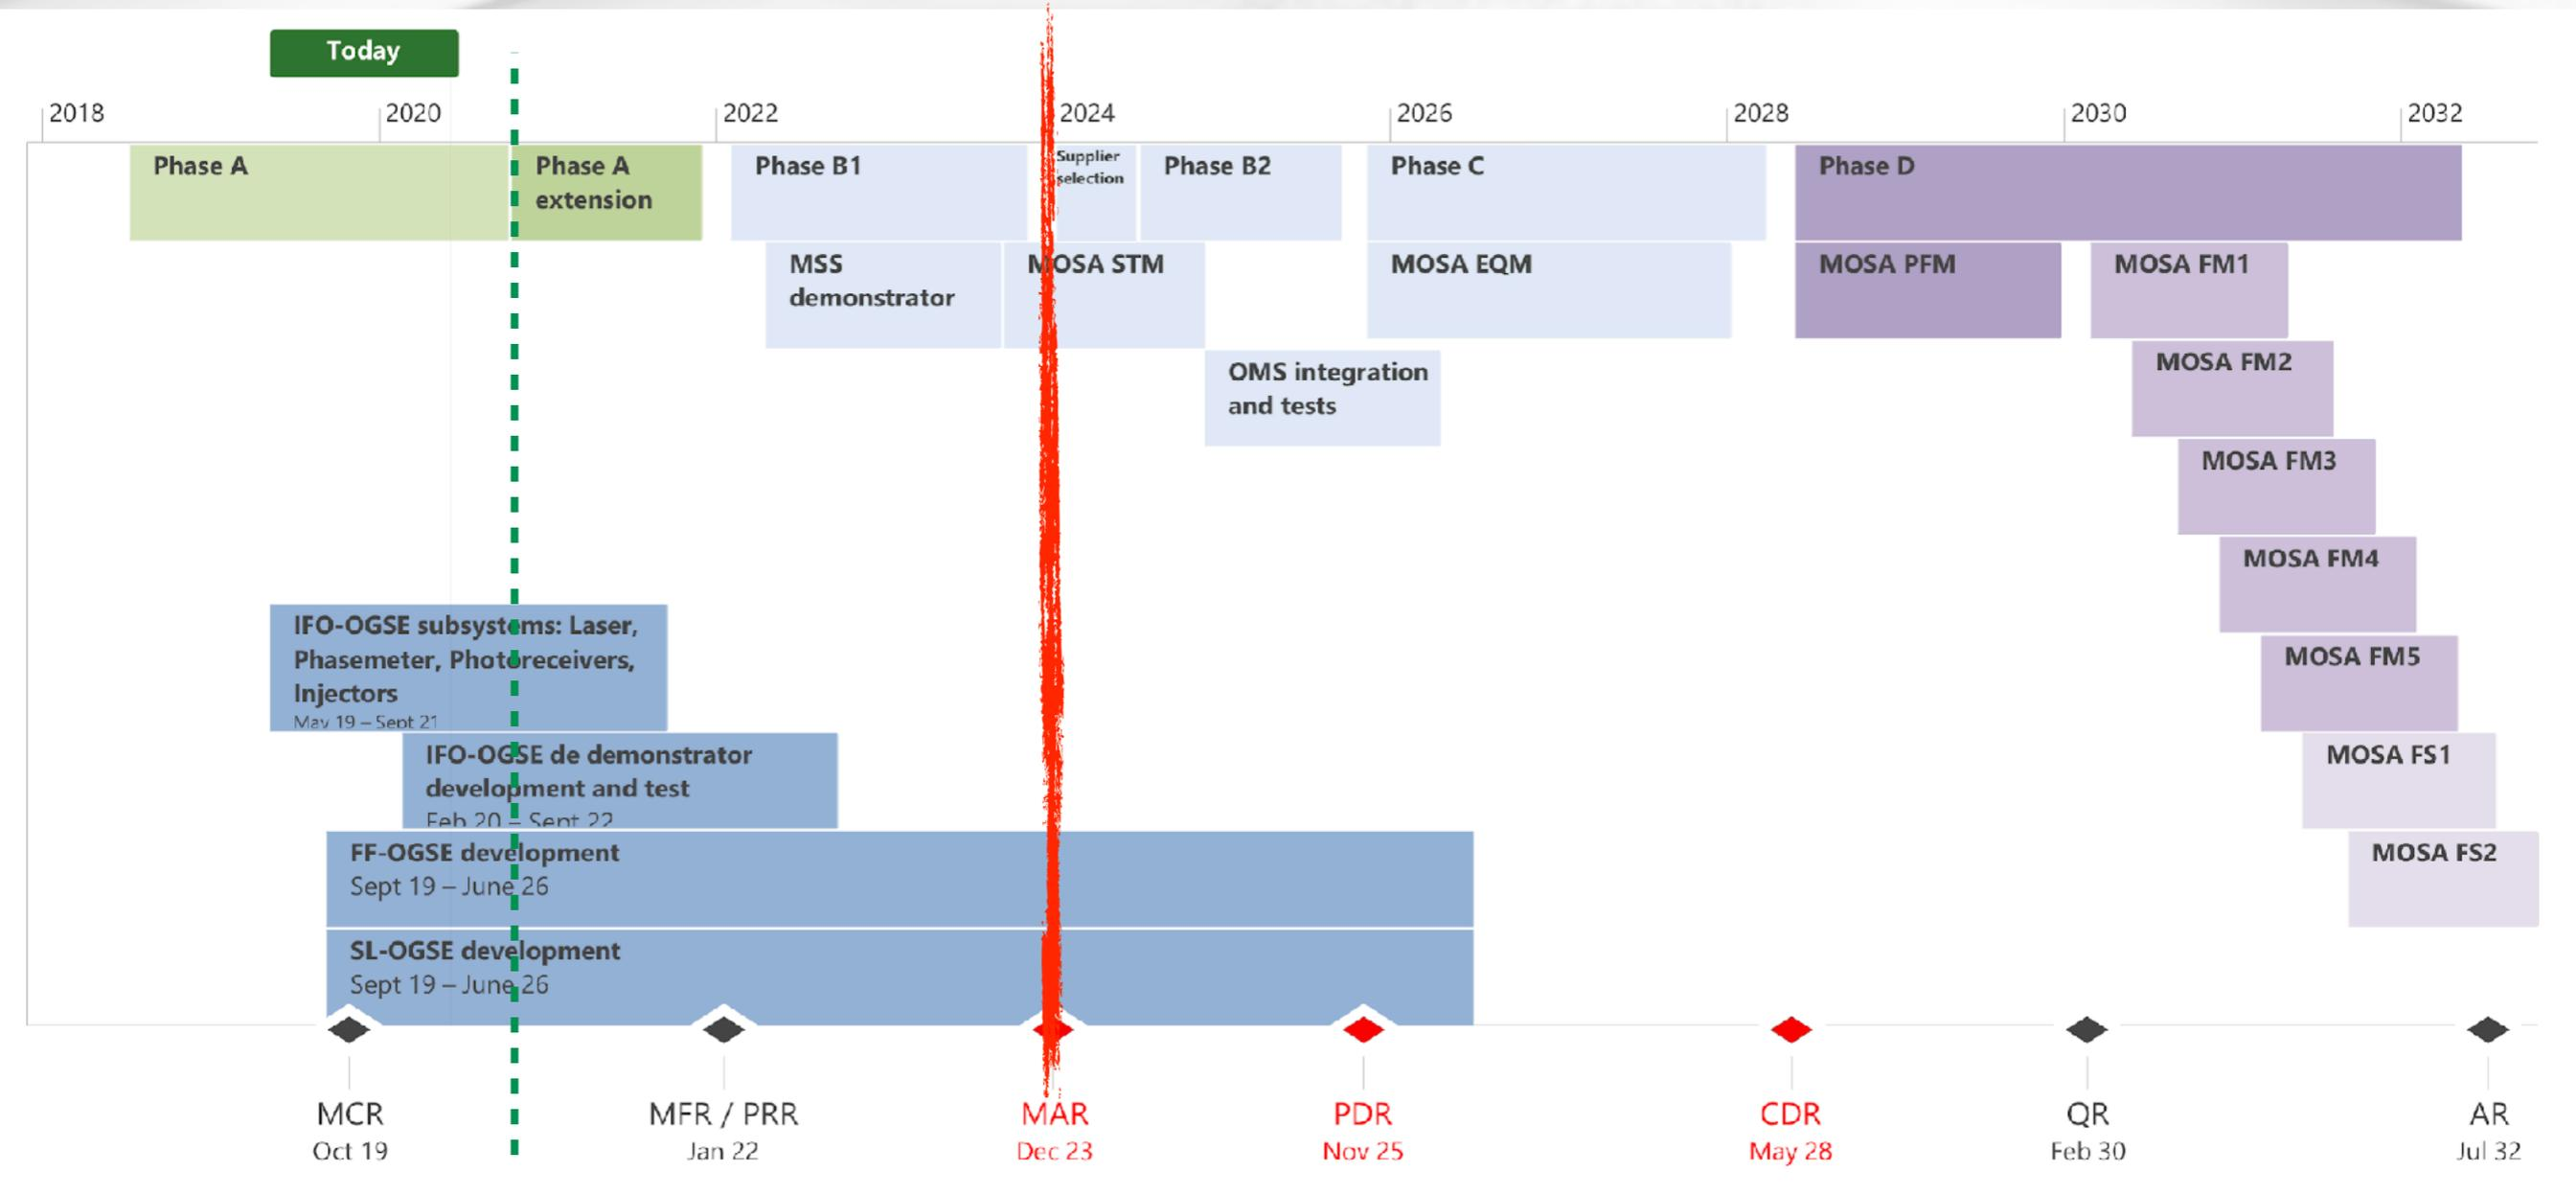 Today
2018
2020
2022
2024
2026
2028
2030
2032
Phase A
Phase A
extension
Phase B1
Supplier
selection
Phase B2
Phase C
Phase D
MSS
demonstrator
MOSA STM
MOSA EQM
MOSA PFM
MOSA FM1
OMS integration
and tests
MOSA FM2
MOSA FM3
MOSA FM4
IFO-OGSE subsystems: Laser,
Phasemeter, Photoreceivers,
Injectors
May 19 – Sept 21
MOSA FM5
IFO-OGSE de demonstrator
development and test
Feb 20 – Sept 22
MOSA FS1
FF-OGSE development
Sept 19 – June 26
MOSA FS2
SL-OGSE development
Sept 19 – June 26
MCR
Oct 19
MFR / PRR
Jan 22
MAR
Dec 23
PDR
Nov 25
CDR
May 28
QR
Feb 30
AR
Jul 32